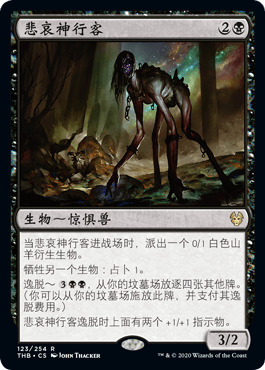 悲哀神行客 2
生物～惊惧兽
当悲哀神行客进战场时，派出一个 0/1 白色山
羊衍生生物。
牺牲另一个生物：占卜 1。
逸脱～3，从你的坟墓场放逐四张其他牌。
（你可以从你的坟墓场施放此牌，并支付其逸
脱费用。）
悲哀神行客逸脱时上面有两个 +1/+1 指示物。
3/2
123/254 R
THB • CS JOHN THACKER
™ & © 2020 Wizards of the Coast